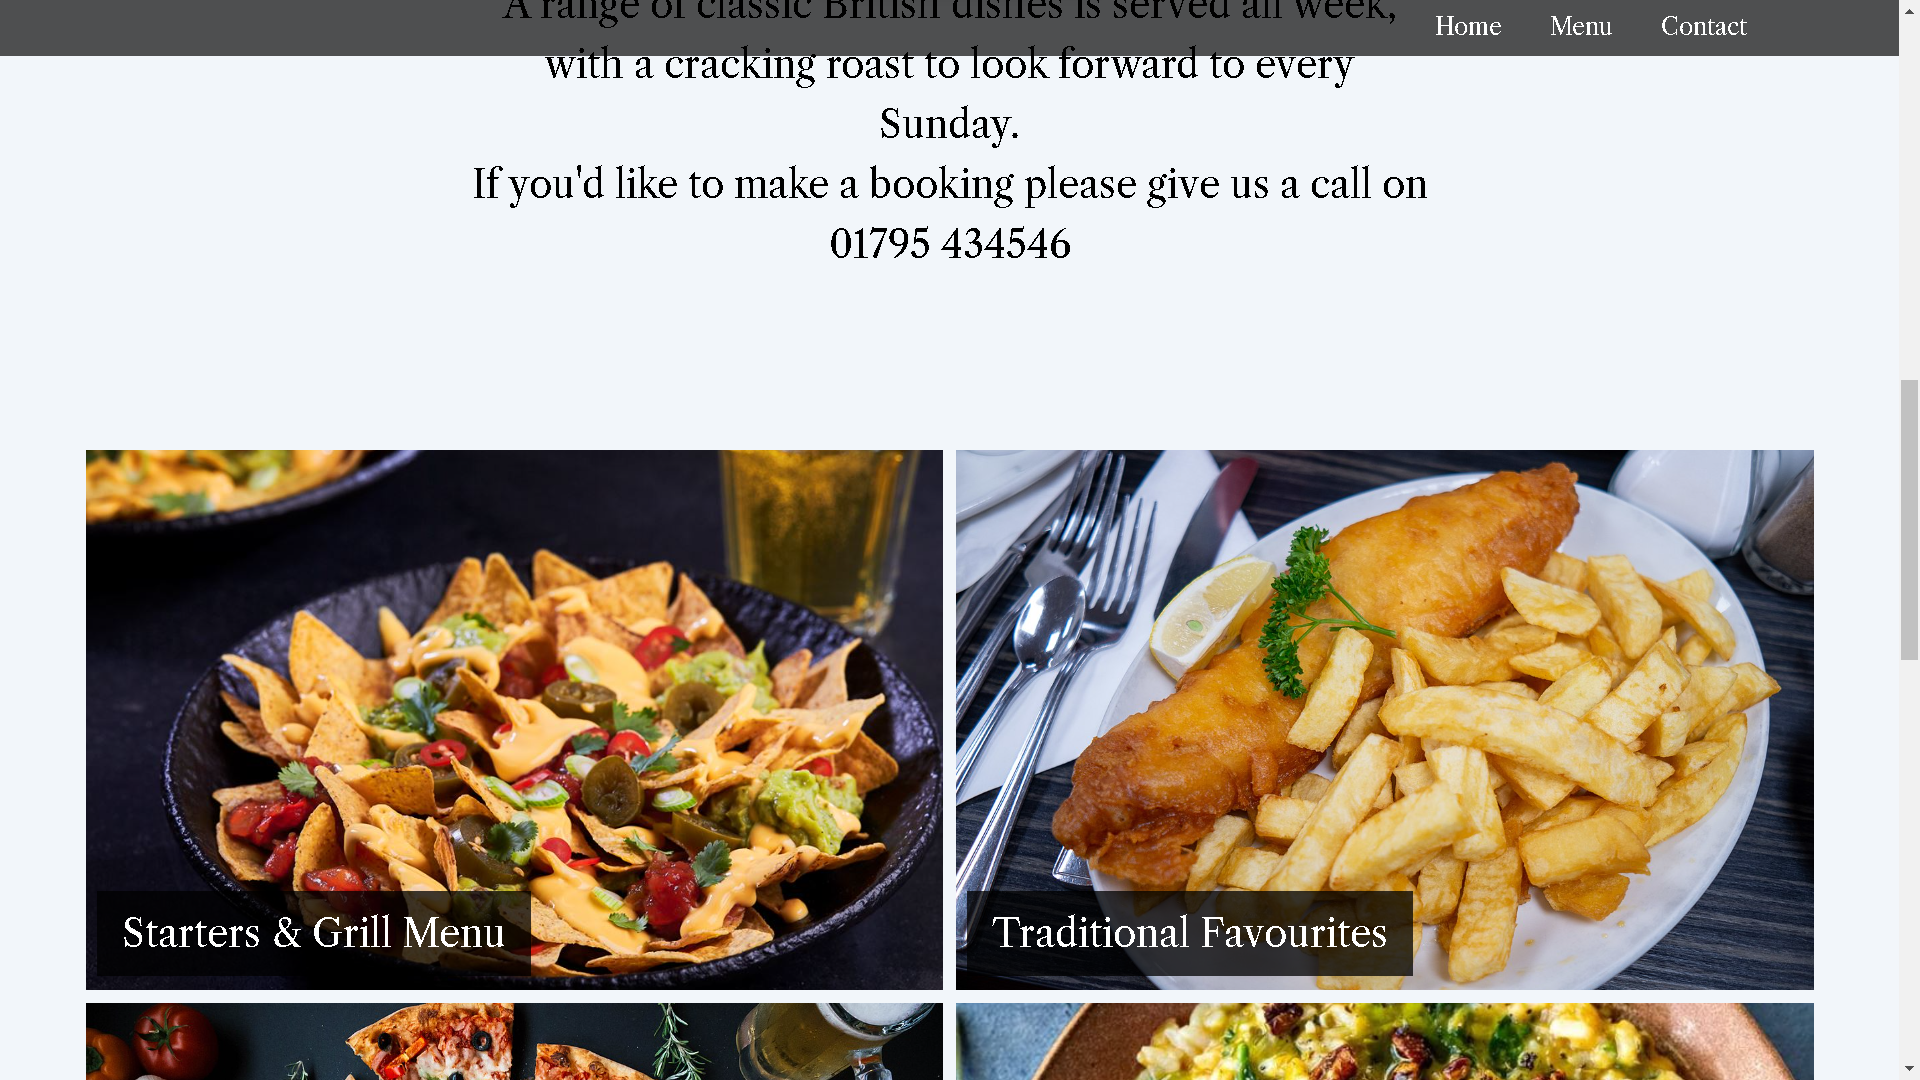 A range of classic British dishes is served all week,
Home Menu Contact
with a cracking roast to look forward to every
Sunday.
If you'd like to make a booking please give us a call on
01795 434546
Starters & Grill Menu
Traditional Favourites